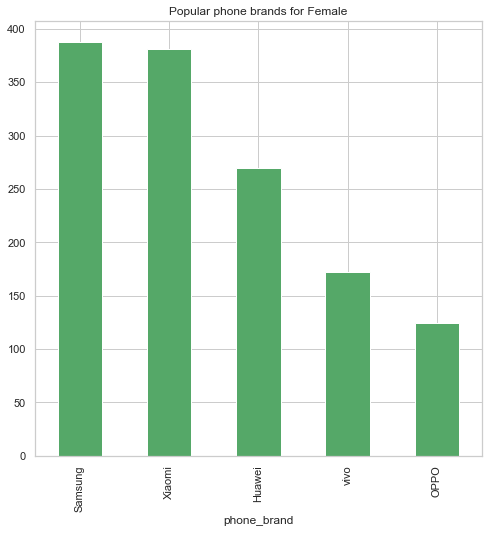 Popular phone brands for Female
400
350
300
250
200
150
100
50
0
Samsung
Xiaomi
Huawei
vivo
OPPO
phone_brand